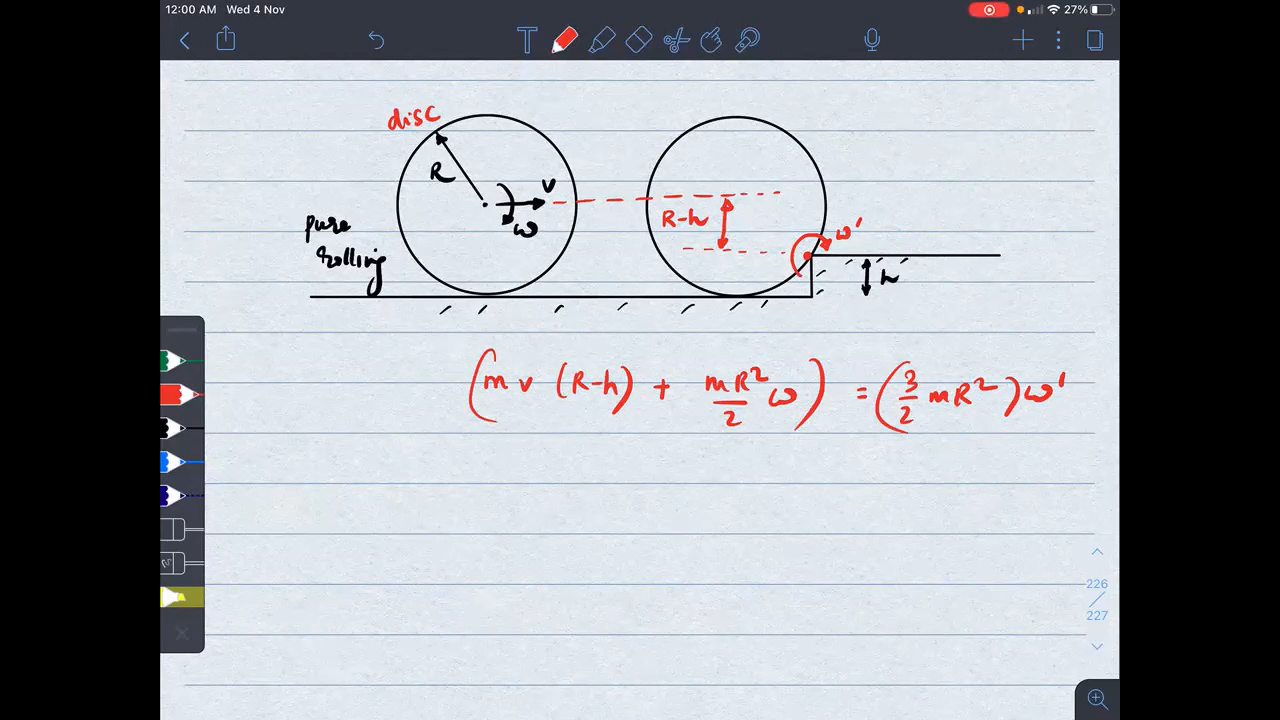 12:00 AM Wed 4 Nov
27%
T
disc
R
v
ω
pure
rolling
R-h
ω'
h
(mv (R-h) + mR²/2 ω) = (3/2 mR²) ω'
226
227